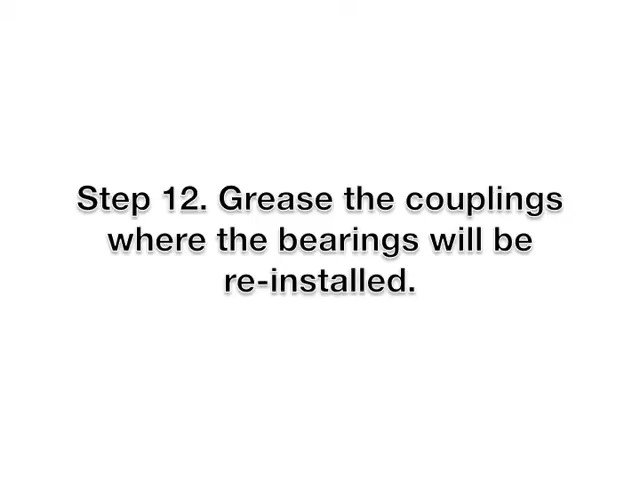 Step 12. Grease the couplings
where the bearings will be
re-installed.